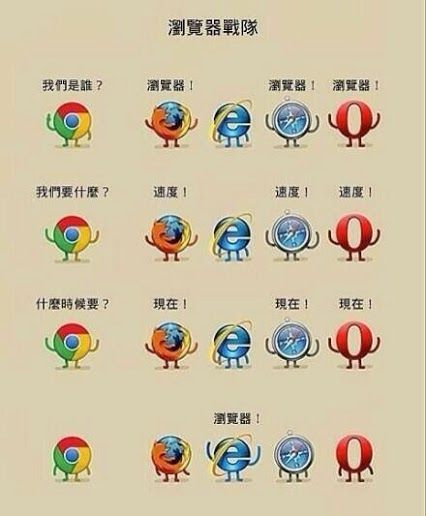 瀏覽器戰隊
我們是誰？ 瀏覽器！ 瀏覽器！ 瀏覽器！
我們要什麼？ 速度！ 速度！ 速度！
什麼時候要？ 現在！ 現在！ 現在！
瀏覽器！